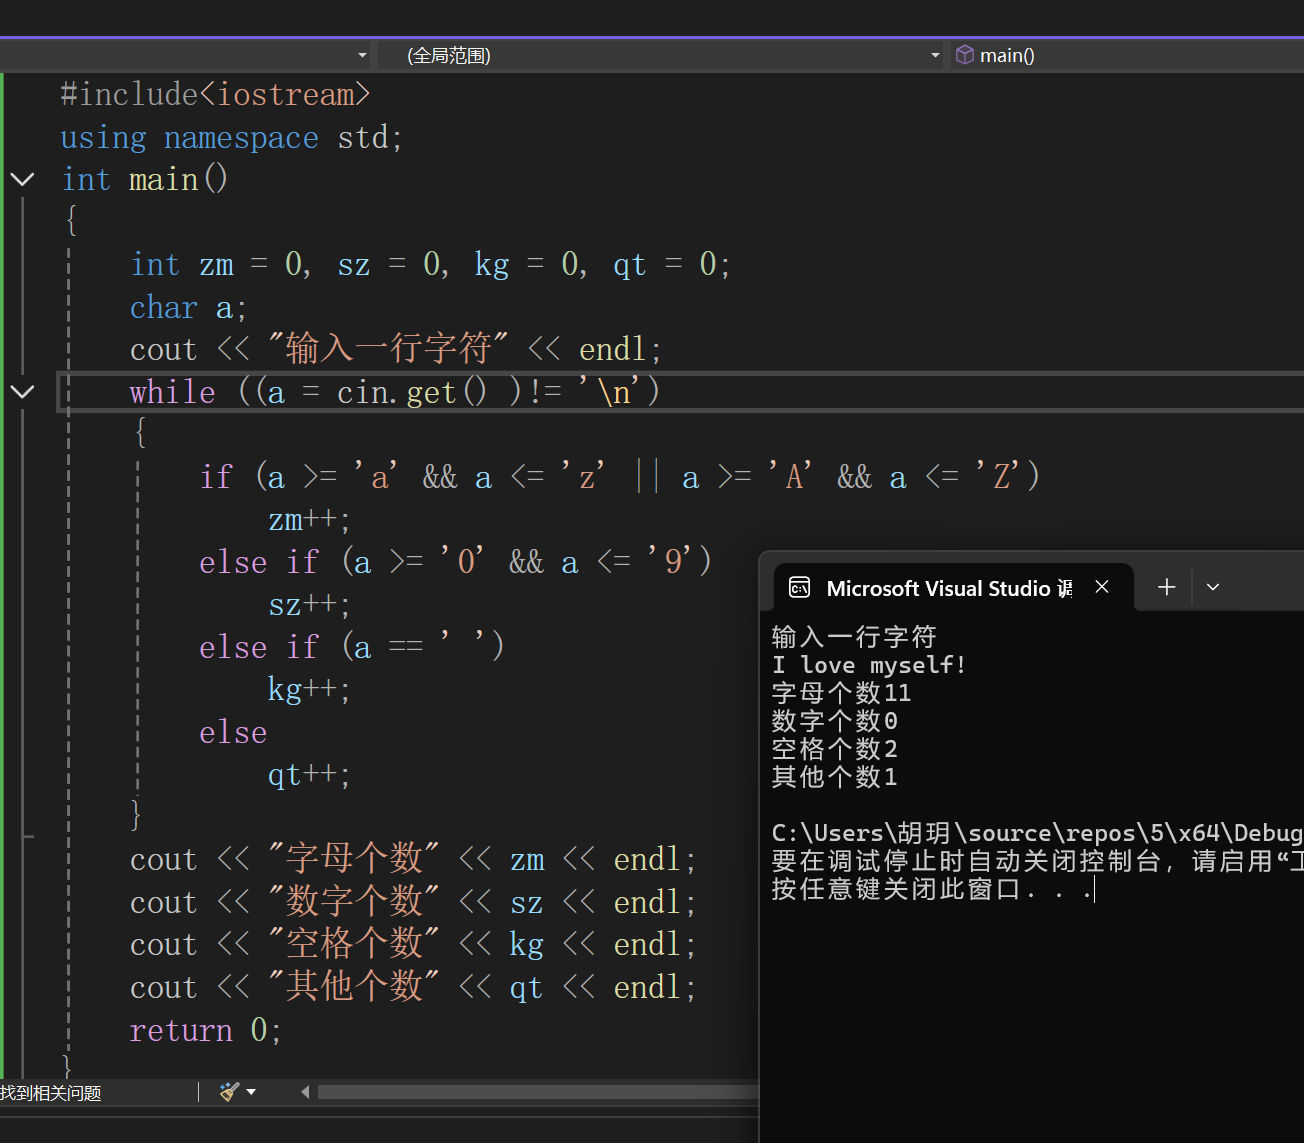 (全局范围) main()
#include<iostream>
using namespace std;
int main()
{
int zm = 0, sz = 0, kg = 0, qt = 0;
char a;
cout << "输入一行字符" << endl;
while ((a = cin.get() )!= '\n')
{
if (a >= 'a' && a <= 'z' || a >= 'A' && a <= 'Z')
zm++;
else if (a >= '0' && a <= '9')
sz++;
else if (a == ' ')
kg++;
else
qt++;
}
cout << "字母个数" << zm << endl;
cout << "数字个数" << sz << endl;
cout << "空格个数" << kg << endl;
cout << "其他个数" << qt << endl;
return 0;
}
找到相关问题
Microsoft Visual Studio 调
输入一行字符
I love myself!
字母个数11
数字个数0
空格个数2
其他个数1
C:\Users\胡玥\source\repos\5\x64\Debug
要在调试停止时自动关闭控制台，请启用“工
按任意键关闭此窗口. . .